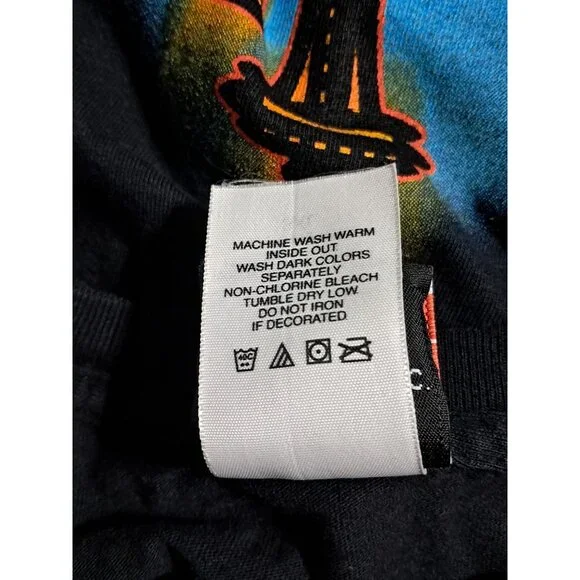 MACHINE WASH WARM
INSIDE OUT
WASH DARK COLORS
SEPARATELY
NON-CHLORINE BLEACH
TUMBLE DRY LOW
DO NOT IRON
IF DECORATED
40C
C.